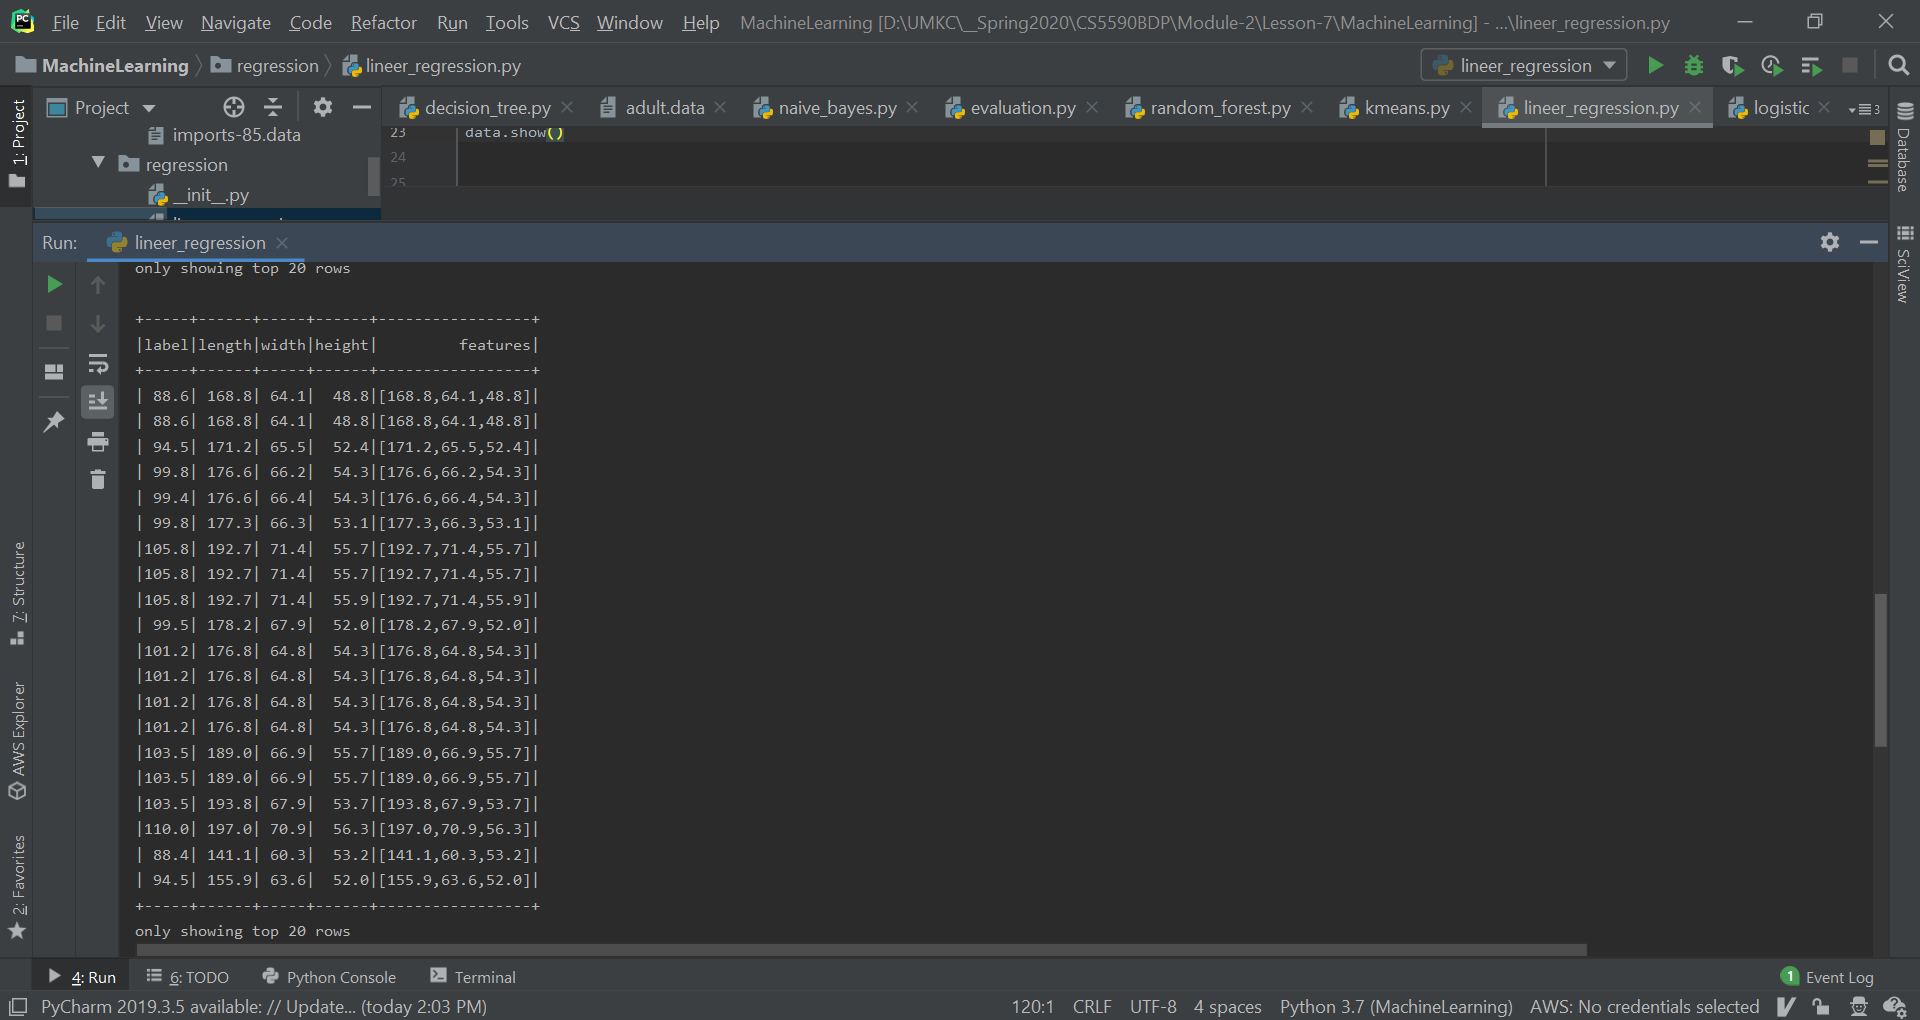 File Edit View Navigate Code Refactor Run Tools VCS Window Help MachineLearning [D:\UMKC\__Spring2020\CS5590BDP\Module-2\Lesson-7\MachineLearning] - ...\lineer_regression.py
MachineLearning regression lineer_regression.py lineer_regression
1: Project
Project
decision_tree.py adult.data naive_bayes.py evaluation.py random_forest.py kmeans.py lineer_regression.py logistic 3
imports-85.data
regression
__init__.py
23 data.show()
24
25
Database
SciView
Run: lineer_regression
only showing top 20 rows
+-----+------+-----+------+-----------------+
|label|length|width|height|         features|
+-----+------+-----+------+-----------------+
| 88.6| 168.8| 64.1|  48.8|[168.8,64.1,48.8]|
| 88.6| 168.8| 64.1|  48.8|[168.8,64.1,48.8]|
| 94.5| 171.2| 65.5|  52.4|[171.2,65.5,52.4]|
| 99.8| 176.6| 66.2|  54.3|[176.6,66.2,54.3]|
| 99.4| 176.6| 66.4|  54.3|[176.6,66.4,54.3]|
| 99.8| 177.3| 66.3|  53.1|[177.3,66.3,53.1]|
|105.8| 192.7| 71.4|  55.7|[192.7,71.4,55.7]|
|105.8| 192.7| 71.4|  55.7|[192.7,71.4,55.7]|
|105.8| 192.7| 71.4|  55.9|[192.7,71.4,55.9]|
| 99.5| 178.2| 67.9|  52.0|[178.2,67.9,52.0]|
|101.2| 176.8| 64.8|  54.3|[176.8,64.8,54.3]|
|101.2| 176.8| 64.8|  54.3|[176.8,64.8,54.3]|
|101.2| 176.8| 64.8|  54.3|[176.8,64.8,54.3]|
|101.2| 176.8| 64.8|  54.3|[176.8,64.8,54.3]|
|103.5| 189.0| 66.9|  55.7|[189.0,66.9,55.7]|
|103.5| 189.0| 66.9|  55.7|[189.0,66.9,55.7]|
|103.5| 193.8| 67.9|  53.7|[193.8,67.9,53.7]|
|110.0| 197.0| 70.9|  56.3|[197.0,70.9,56.3]|
| 88.4| 141.1| 60.3|  53.2|[141.1,60.3,53.2]|
| 94.5| 155.9| 63.6|  52.0|[155.9,63.6,52.0]|
+-----+------+-----+------+-----------------+
only showing top 20 rows
7: Structure
AWS Explorer
2: Favorites
4: Run 6: TODO Python Console Terminal 1 Event Log
PyCharm 2019.3.5 available: // Update... (today 2:03 PM) 120:1 CRLF UTF-8 4 spaces Python 3.7 (MachineLearning) AWS: No credentials selected